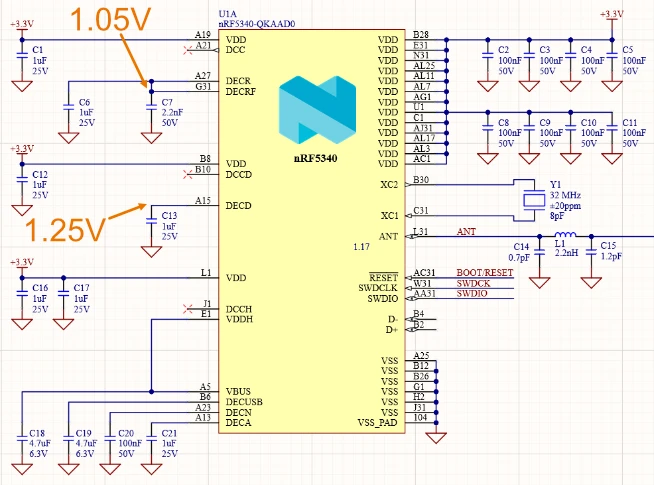 U1A
nRF5340-QKAAD0
+3.3V
1.05V
+3.3V
A19 VDD
A21 DCC
C1
1uF
25V
A27 DECR
G31 DECRF
C6
1uF
25V
C7
2.2nF
50V
+3.3V
B8 VDD
B10 DCCD
C12
1uF
25V
A15 DECD
1.25V
C13
1uF
25V
+3.3V
L1 VDD
C16
1uF
25V
C17
1uF
25V
J1 DCCH
E1 VDDH
A5 VBUS
B6 DECUSB
A23 DECN
A13 DECA
C18
4.7uF
6.3V
C19
4.7uF
6.3V
C20
100nF
50V
C21
1uF
25V
nRF5340
1.17
VDD B28
VDD E31
VDD N31
VDD AL25
VDD AL11
VDD AL7
VDD AG1
VDD U1
VDD C1
VDD AJ31
VDD AL17
VDD AL3
VDD AC1
C2
100nF
50V
C3
100nF
50V
C4
100nF
50V
C5
100nF
50V
C8
100nF
50V
C9
100nF
50V
C10
100nF
50V
C11
100nF
50V
XC2 B30
XC1 C31
Y1
32 MHz
±20ppm
8pF
ANT L31 ANT
C14
0.7pF
L1
2.2nH
C15
1.2pF
RESET AC31 BOOT/RESET
SWDCLK W31 SWDCK
SWDIO AA31 SWDIO
D- B4
D+ B2
VSS A25
VSS B12
VSS B26
VSS G1
VSS H2
VSS J31
VSS_PAD 104